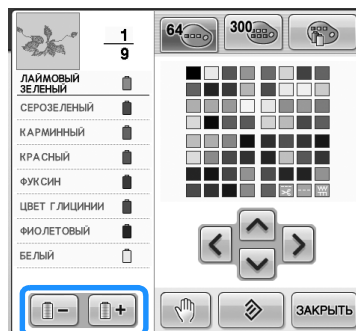 1
9
64
300
ЛАЙМОВЫЙ
ЗЕЛЕНЫЙ
СЕРОЗЕЛЕНЫЙ
КАРМИННЫЙ
КРАСНЫЙ
ФУКСИН
ЦВЕТ ГЛИЦИНИИ
ФИОЛЕТОВЫЙ
БЕЛЫЙ
ЗАКРЫТЬ